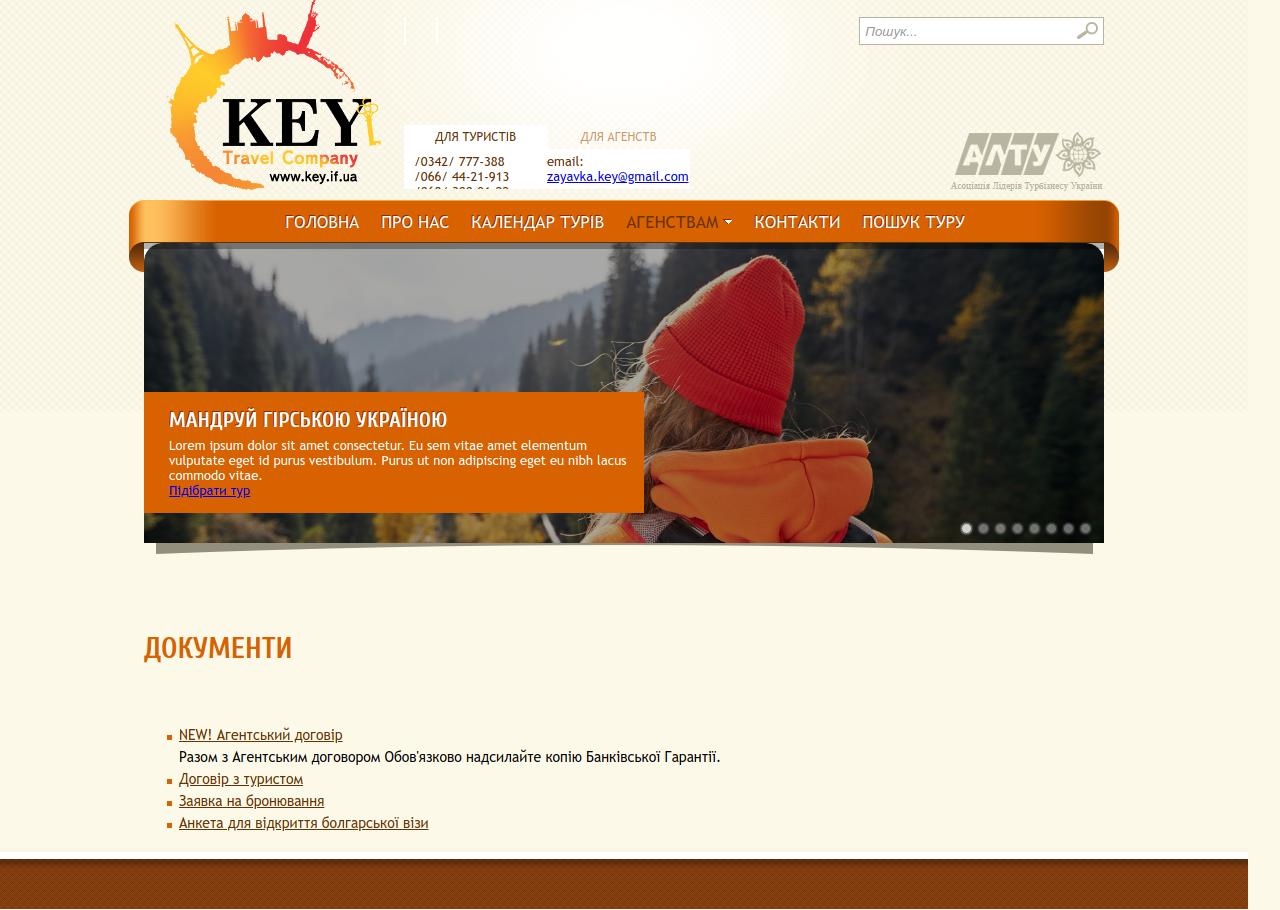 Пошук...
KEY
Travel Company
www.key.if.ua
ДЛЯ ТУРИСТІВ
ДЛЯ АГЕНСТВ
/0342/ 777-388
/066/ 44-21-913
email:
zayavka.key@gmail.com
АЛТУ
Асоціація Лідерів Турбізнесу України
ГОЛОВНА ПРО НАС КАЛЕНДАР ТУРІВ АГЕНСТВАМ КОНТАКТИ ПОШУК ТУРУ
МАНДРУЙ ГІРСЬКОЮ УКРАЇНОЮ
Lorem ipsum dolor sit amet consectetur. Eu sem vitae amet elementum
vulputate eget id purus vestibulum. Purus ut non adipiscing eget eu nibh lacus
commodo vitae.
Підібрати тур
ДОКУМЕНТИ
NEW! Агентський договір
Разом з Агентським договором Обов'язково надсилайте копію Банківської Гарантії.
Договір з туристом
Заявка на бронювання
Анкета для відкриття болгарської візи